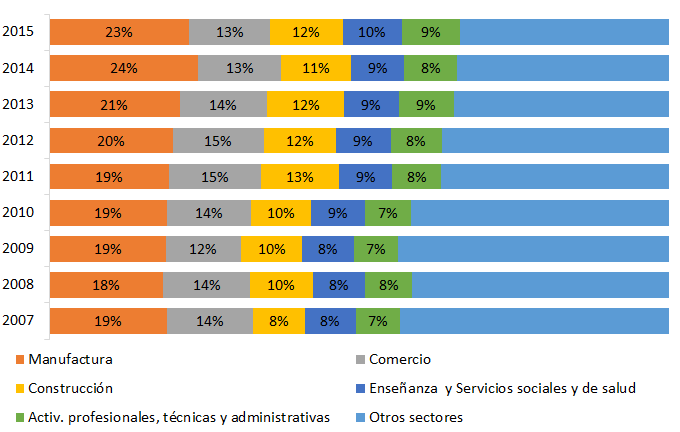 2015 23% 13% 12% 10% 9%
2014 24% 13% 11% 9% 8%
2013 21% 14% 12% 9% 9%
2012 20% 15% 12% 9% 8%
2011 19% 15% 13% 9% 8%
2010 19% 14% 10% 9% 7%
2009 19% 12% 10% 8% 7%
2008 18% 14% 10% 8% 8%
2007 19% 14% 8% 8% 7%
Manufactura Comercio
Construcción Enseñanza y Servicios sociales y de salud
Activ. profesionales, técnicas y administrativas Otros sectores